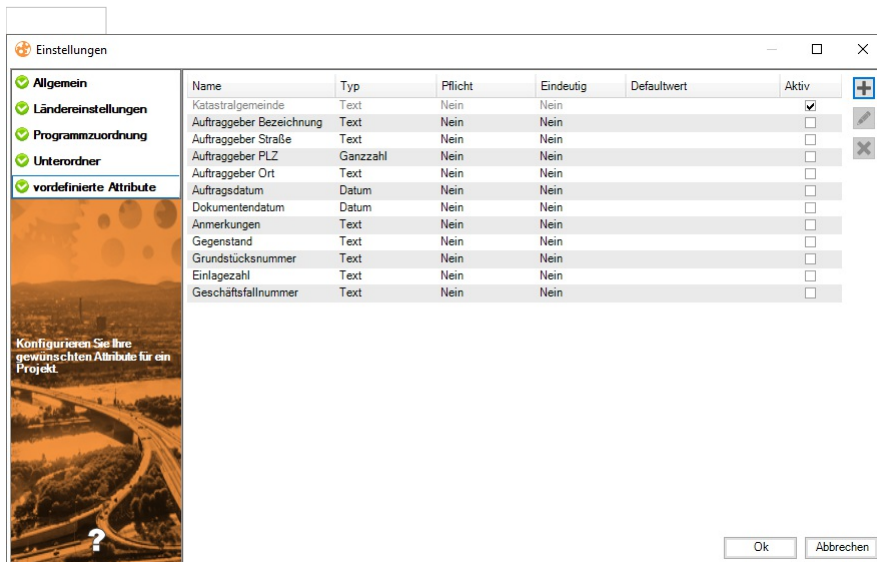 Einstellungen
Allgemein
Ländereinstellungen
Programmzuordnung
Unterordner
vordefinierte Attribute
Konfigurieren Sie Ihre
gewünschten Attribute für ein
Projekt.
?
Name Typ Pflicht Eindeutig Defaultwert Aktiv
Katastralgemeinde Text Nein Nein
Auftraggeber Bezeichnung Text Nein Nein
Auftraggeber Straße Text Nein Nein
Auftraggeber PLZ Ganzzahl Nein Nein
Auftraggeber Ort Text Nein Nein
Auftragsdatum Datum Nein Nein
Dokumentendatum Datum Nein Nein
Anmerkungen Text Nein Nein
Gegenstand Text Nein Nein
Grundstücksnummer Text Nein Nein
Einlagezahl Text Nein Nein
Geschäftsfallnummer Text Nein Nein
Ok Abbrechen